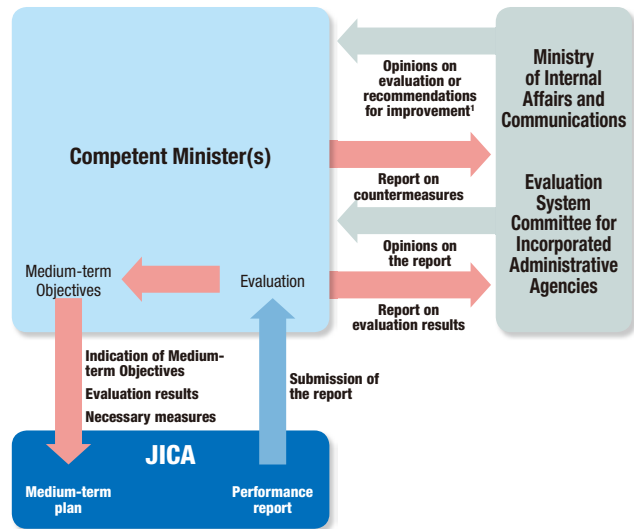 Opinions on
evaluation or
recommendations
for improvement¹
Ministry
of Internal
Affairs and
Communications
Competent Minister(s)
Report on
countermeasures
Evaluation
System
Committee for
Incorporated
Administrative
Agencies
Opinions on
the report
Medium-term
Objectives
Evaluation
Report on
evaluation results
Indication of Medium-
term Objectives
Evaluation results
Necessary measures
Submission of
the report
JICA
Medium-term
plan
Performance
report